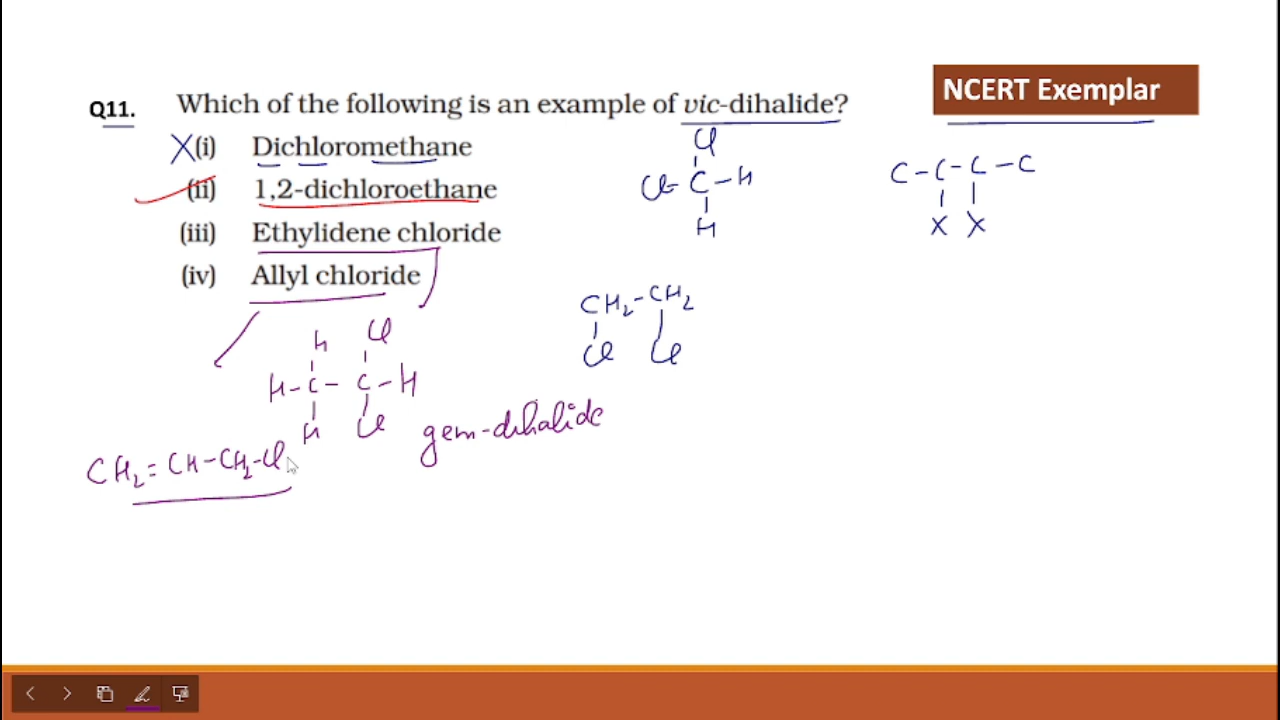 NCERT Exemplar
Q11. Which of the following is an example of vic-dihalide?
X (i) Dichloromethane
(ii) 1,2-dichloroethane
(iii) Ethylidene chloride
(iv) Allyl chloride
Cl
Cl-C-H
H
C-C-C-C
X X
CH₂-CH₂
Cl Cl
H Cl
H-C-C-H
H Cl
gem-dihalide
CH₂=CH-CH₂-Cl